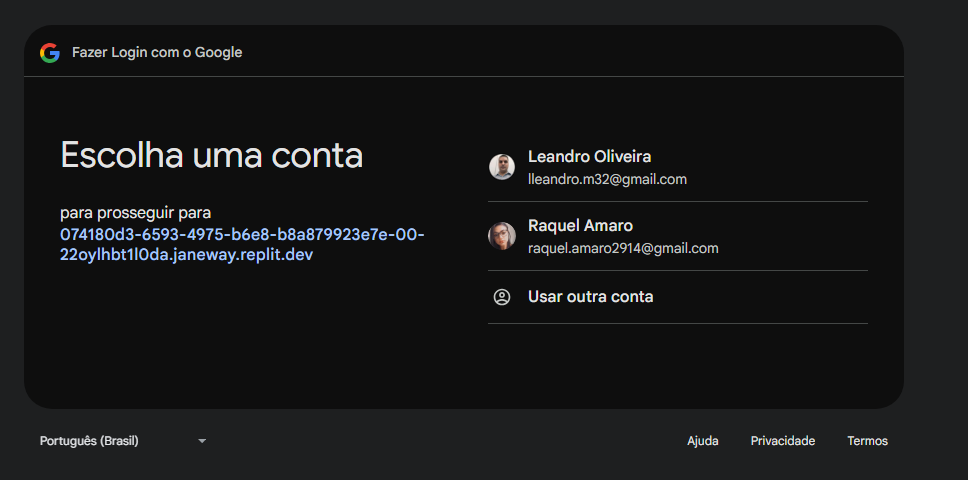 Fazer Login com o Google
Escolha uma conta
para prosseguir para
074180d3-6593-4975-b6e8-b8a879923e7e-00-
22oylhbt1l0da.janeway.replit.dev
Leandro Oliveira
lleandro.m32@gmail.com
Raquel Amaro
raquel.amaro2914@gmail.com
Usar outra conta
Português (Brasil)
Ajuda
Privacidade
Termos